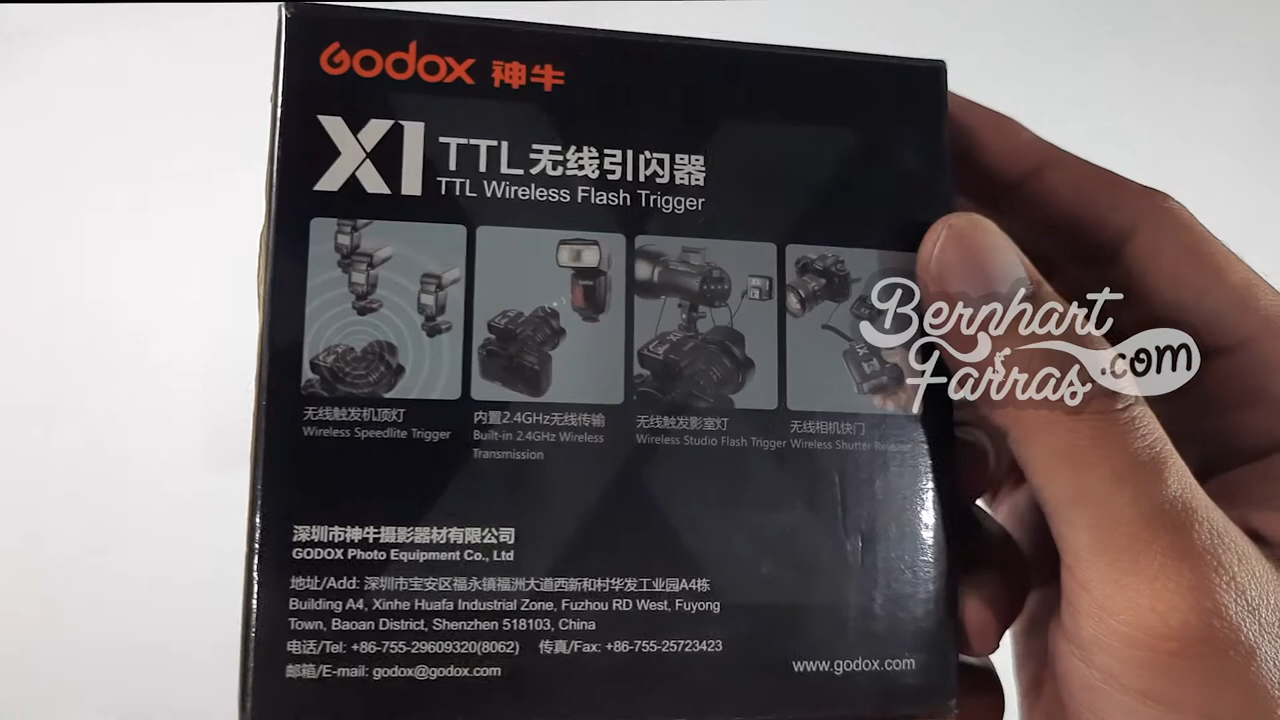 Godox 神牛
X1 TTL无线引闪器
TTL Wireless Flash Trigger
无线触发机顶灯
Wireless Speedlite Trigger
内置2.4GHz无线传输
Built-in 2.4GHz Wireless
Transmission
无线触发影室灯
Wireless Studio Flash Trigger
无线相机快门
Wireless Shutter Release
Bernhart
Farras
.com
深圳市神牛摄影器材有限公司
GODOX Photo Equipment Co., Ltd
地址/Add: 深圳市宝安区福永镇福洲大道西新和村华发工业园A4栋
Building A4, Xinhe Huafa Industrial Zone, Fuzhou RD West, Fuyong
Town, Baoan District, Shenzhen 518103, China
电话/Tel: +86-755-29609320(8062) 传真/Fax: +86-755-25723423
邮箱/E-mail: godox@godox.com
www.godox.com